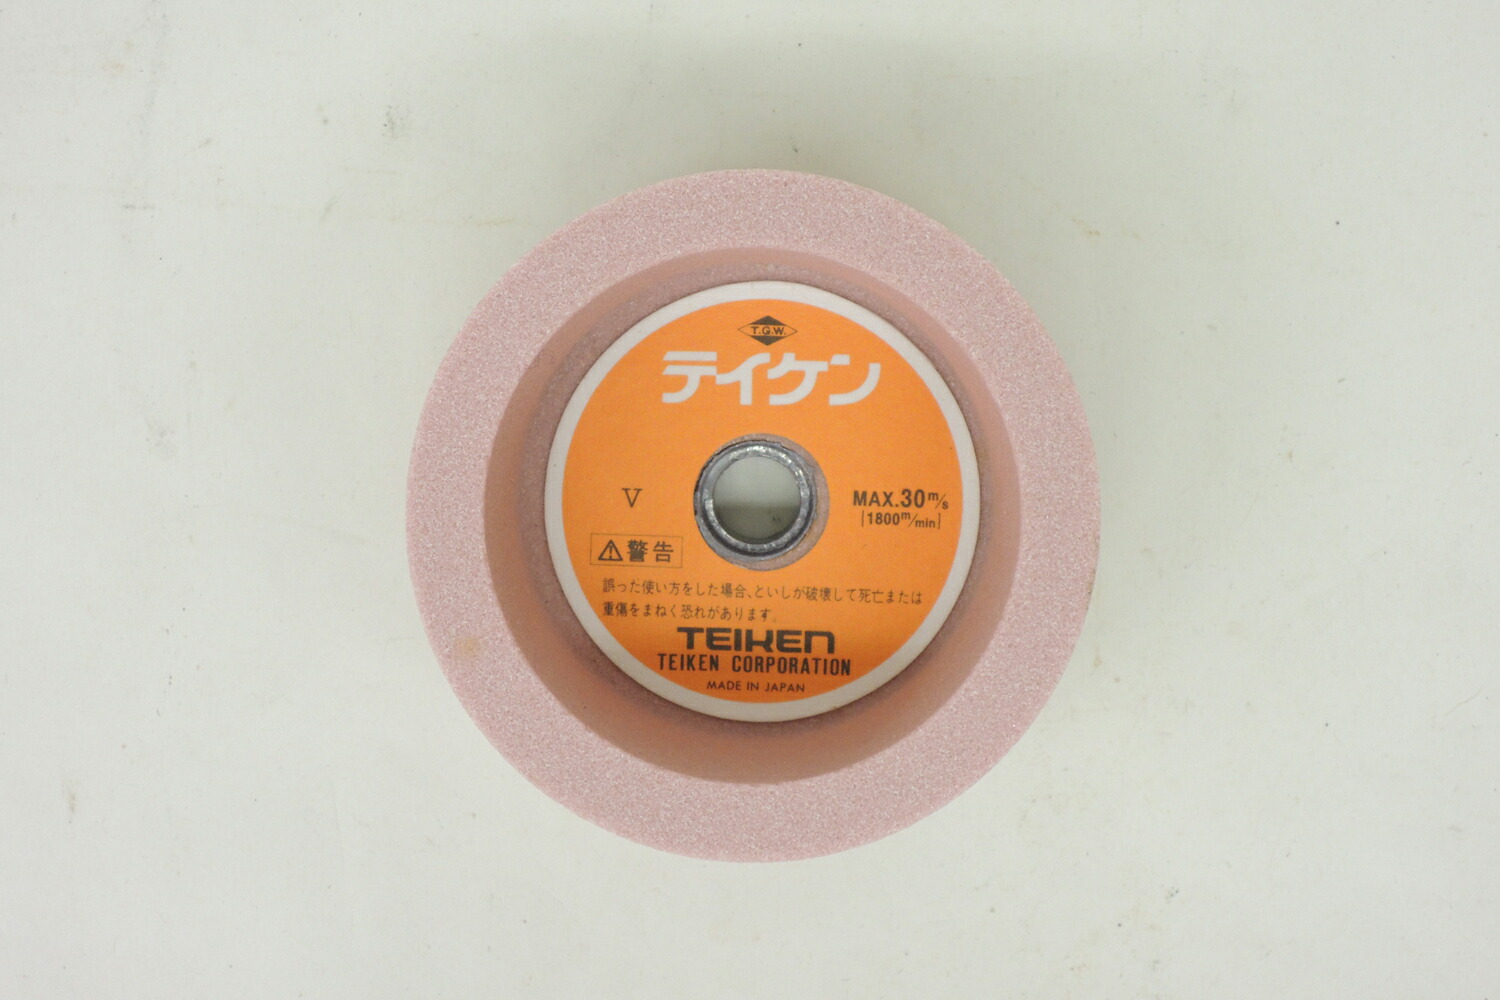 T.G.W.
テイケン
V
MAX.30m/s
[1800m/min]
⚠警告
誤った使い方をした場合、といしが破壊して死亡または
重傷をまねく恐れがあります。
TEIKEN
TEIKEN CORPORATION
MADE IN JAPAN